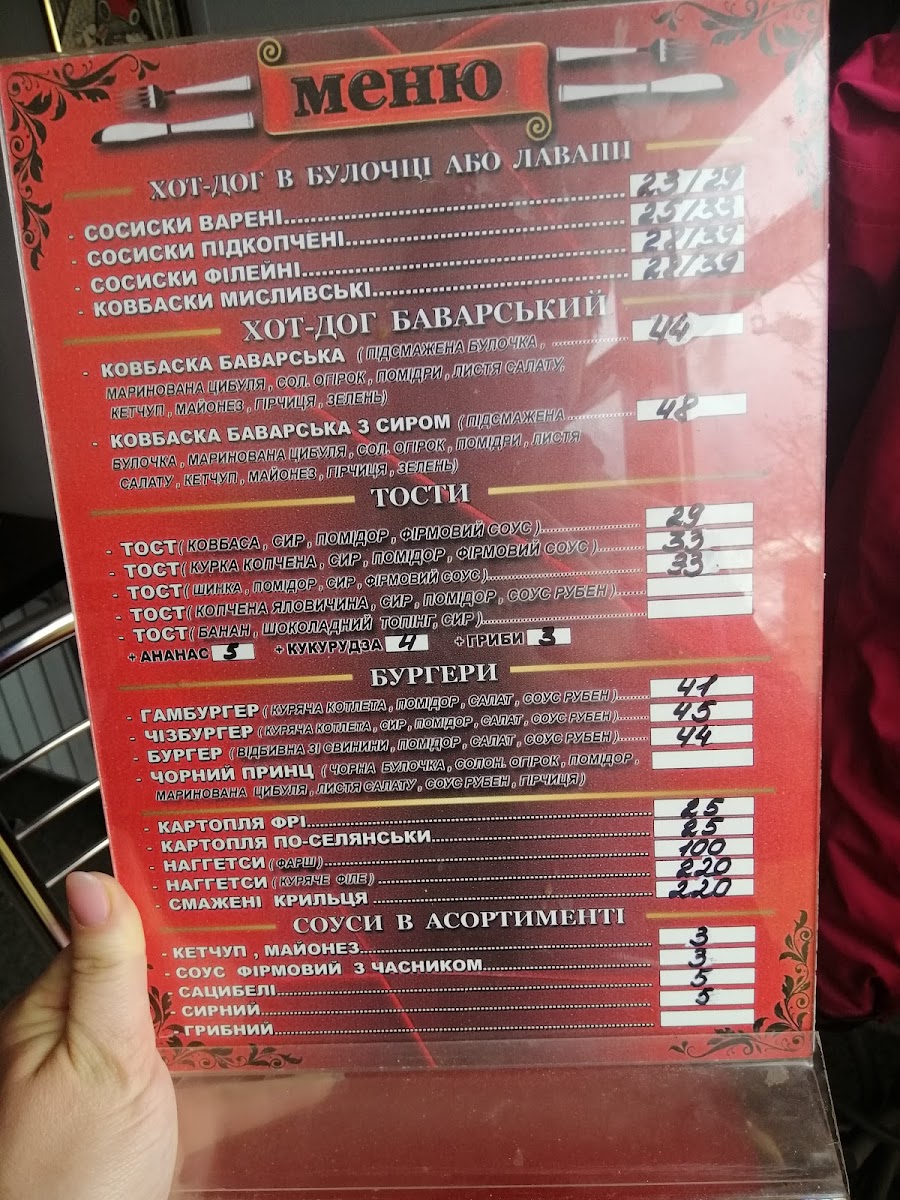 меню
ХОТ-ДОГ В БУЛОЧЦІ АБО ЛАВАШІ
- СОСИСКИ ВАРЕНІ 23/29
- СОСИСКИ ПІДКОПЧЕНІ 25/33
- СОСИСКИ ФІЛЕЙНІ 28/39
- КОВБАСКИ МИСЛИВСЬКІ 28/39
ХОТ-ДОГ БАВАРСЬКИЙ
- КОВБАСКА БАВАРСЬКА ( ПІДСМАЖЕНА БУЛОЧКА , 44
МАРИНОВАНА ЦИБУЛЯ , СОЛ. ОГІРОК , ПОМІДРИ , ЛИСТЯ САЛАТУ,
КЕТЧУП , МАЙОНЕЗ , ГІРЧИЦЯ , ЗЕЛЕНЬ)
- КОВБАСКА БАВАРСЬКА З СИРОМ ( ПІДСМАЖЕНА 48
БУЛОЧКА , МАРИНОВАНА ЦИБУЛЯ , СОЛ. ОГІРОК , ПОМІДРИ , ЛИСТЯ
САЛАТУ , КЕТЧУП , МАЙОНЕЗ , ГІРЧИЦЯ , ЗЕЛЕНЬ)
ТОСТИ
- ТОСТ( КОВБАСА , СИР , ПОМІДОР , ФІРМОВИЙ СОУС ) 29
- ТОСТ( КУРКА КОПЧЕНА , СИР , ПОМІДОР , ФІРМОВИЙ СОУС ) 33
- ТОСТ( ШИНКА , ПОМІДОР , СИР , ФІРМОВИЙ СОУС ) 33
- ТОСТ( КОПЧЕНА ЯЛОВИЧИНА , СИР , ПОМІДОР , СОУС РУБЕН )
- ТОСТ( БАНАН , ШОКОЛАДНИЙ ТОПІНГ, СИР )
+ АНАНАС 5 + КУКУРУДЗА 4 + ГРИБИ 3
БУРГЕРИ
- ГАМБУРГЕР ( КУРЯЧА КОТЛЕТА , ПОМІДОР , САЛАТ , СОУС РУБЕН ) 41
- ЧІЗБУРГЕР ( КУРЯЧА КОТЛЕТА , СИР , ПОМІДОР , САЛАТ , СОУС РУБЕН ) 45
- БУРГЕР ( ВІДБИВНА ЗІ СВИНИНИ , ПОМІДОР , САЛАТ , СОУС РУБЕН ) 44
- ЧОРНИЙ ПРИНЦ ( ЧОРНА БУЛОЧКА , СОЛОН. ОГІРОК , ПОМІДОР ,
МАРИНОВАНА ЦИБУЛЯ , ЛИСТЯ САЛАТУ , СОУС РУБЕН , ГІРЧИЦЯ )
- КАРТОПЛЯ ФРІ 25
- КАРТОПЛЯ ПО-СЕЛЯНСЬКИ 25
- НАГГЕТСИ ( ФАРШ ) 100
- НАГГЕТСИ ( КУРЯЧЕ ФІЛЕ ) 220
- СМАЖЕНІ КРИЛЬЦЯ 220
СОУСИ В АСОРТИМЕНТІ
- КЕТЧУП , МАЙОНЕЗ 3
- СОУС ФІРМОВИЙ З ЧАСНИКОМ 3
- САЦИБЕЛІ 5
- СИРНИЙ 5
- ГРИБНИЙ